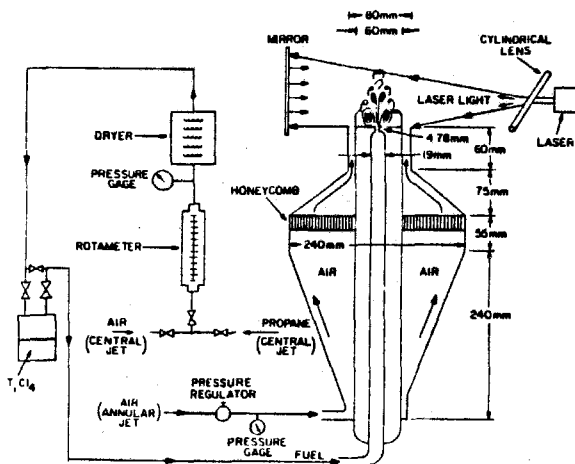 80mm
60mm
MIRROR
CYLINDRICAL
LENS
LASER LIGHT
LASER
4.76mm
19mm
60mm
75mm
55mm
240mm
DRYER
PRESSURE
GAGE
HONEYCOMB
240mm
ROTAMETER
AIR
AIR
AIR
(CENTRAL
JET)
PROPANE
(CENTRAL
JET)
TiCl4
PRESSURE
REGULATOR
AIR
(ANNULAR
JET)
PRESSURE
GAGE
FUEL